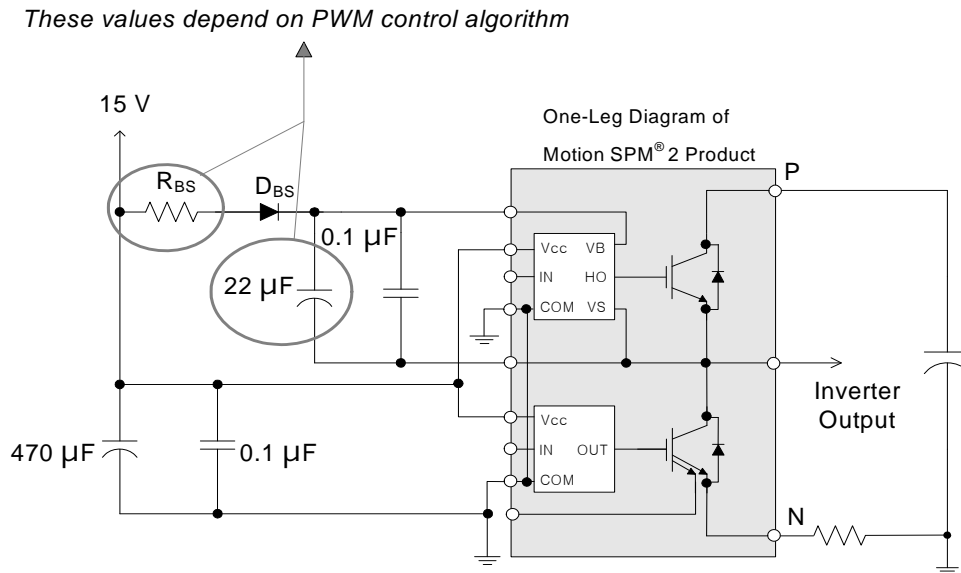 These values depend on PWM control algorithm
15 V
One-Leg Diagram of
Motion SPM® 2 Product
P
RBS
DBS
0.1 µF
Vcc VB
IN HO
COM VS
22 µF
Inverter
Output
Vcc
IN OUT
COM
470 µF
0.1 µF
N